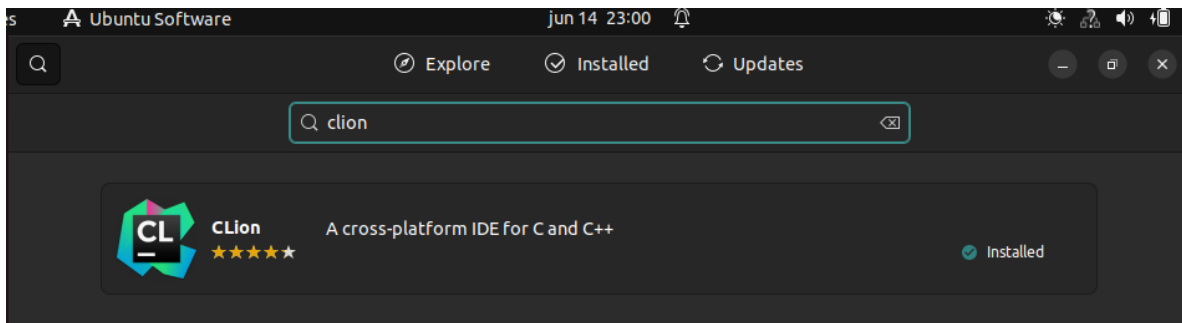 s Ubuntu Software jun 14 23:00
Explore Installed Updates
clion
CL
CLion A cross-platform IDE for C and C++
Installed